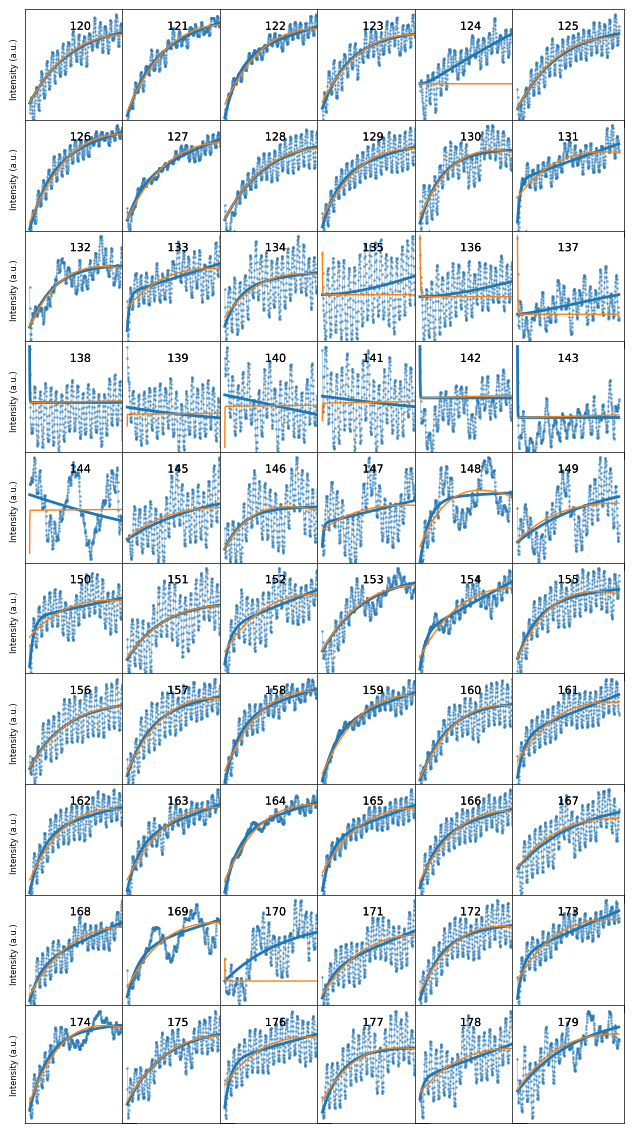 Intensity (a.u.) 120 121 122 123 124 125
Intensity (a.u.) 126 127 128 129 130 131
Intensity (a.u.) 132 133 134 135 136 137
Intensity (a.u.) 138 139 140 141 142 143
Intensity (a.u.) 144 145 146 147 148 149
Intensity (a.u.) 150 151 152 153 154 155
Intensity (a.u.) 156 157 158 159 160 161
Intensity (a.u.) 162 163 164 165 166 167
Intensity (a.u.) 168 169 170 171 172 173
Intensity (a.u.) 174 175 176 177 178 179